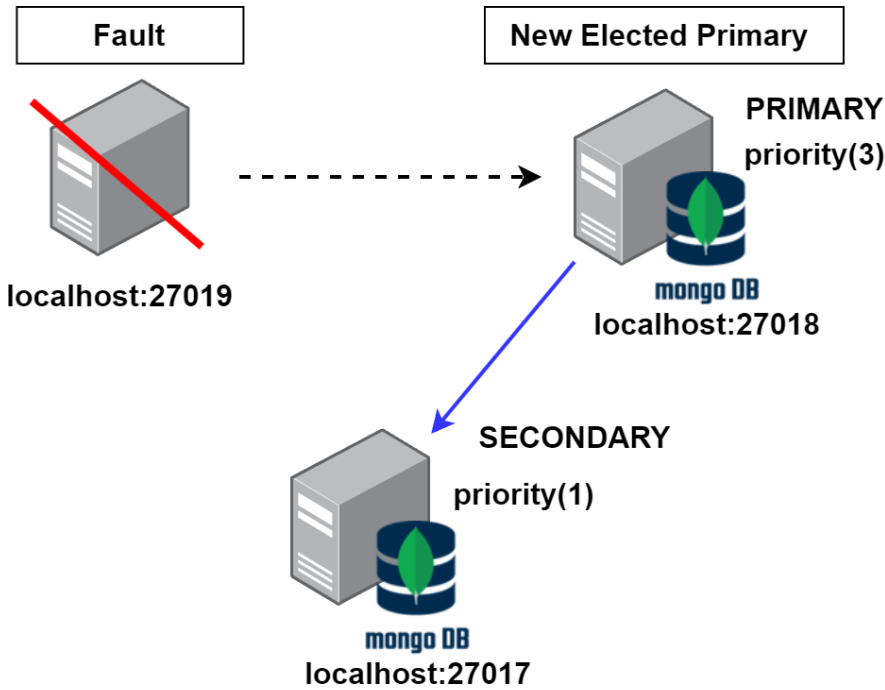 Fault
New Elected Primary
PRIMARY
priority(3)
mongo DB
localhost:27019
localhost:27018
SECONDARY
priority(1)
mongo DB
localhost:27017